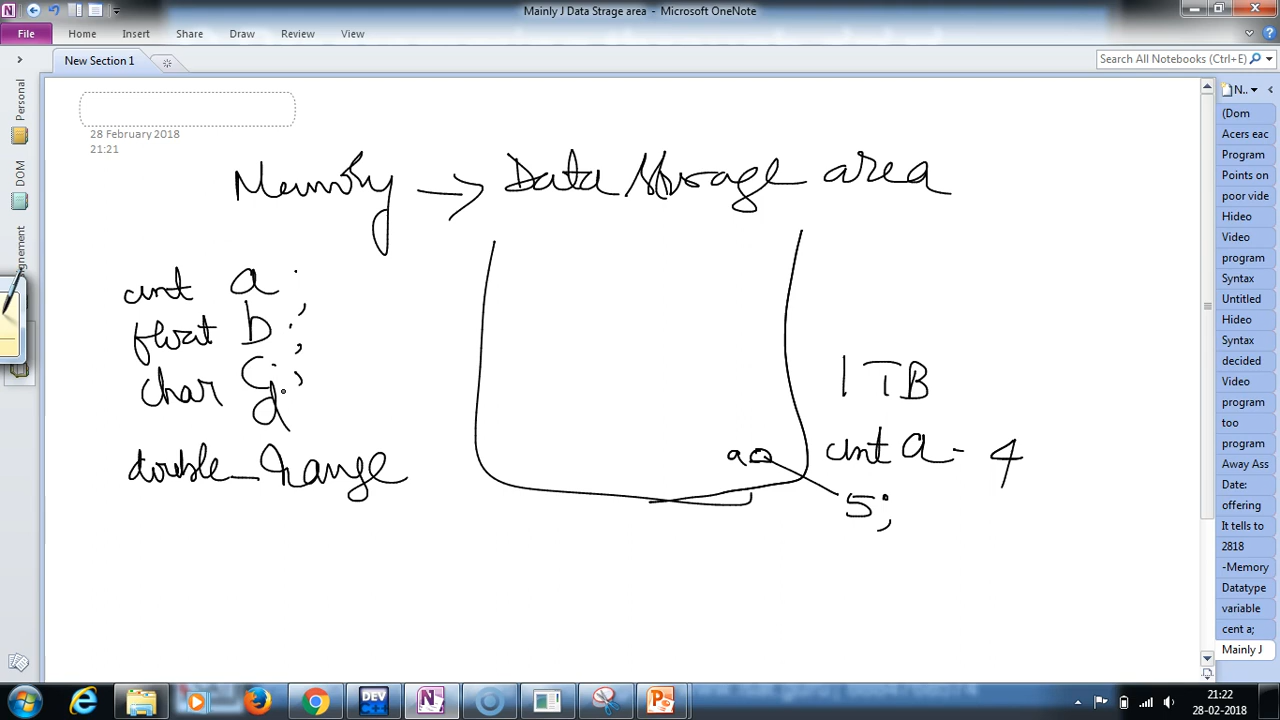 Mainly J Data Strage area - Microsoft OneNote
File Home Insert Share Draw Review View
New Section 1
Search All Notebooks (Ctrl+E)
Personal
DOM
ignement
28 February 2018
21:21
Memory → Data Storage area
int a ;
float b ;
char c ;
double - range
1 TB
int a - 4
a
5;
N..
(Dom
Acers eac
Program
Points on
poor vide
Hideo
Video
program
Syntax
Untitled
Hideo
Syntax
decided
Video
program
too
program
Away Ass
Date:
offering
It tells to
2818
-Memory
Datatype
variable
cent a;
Mainly J
DEV
21:22
28-02-2018